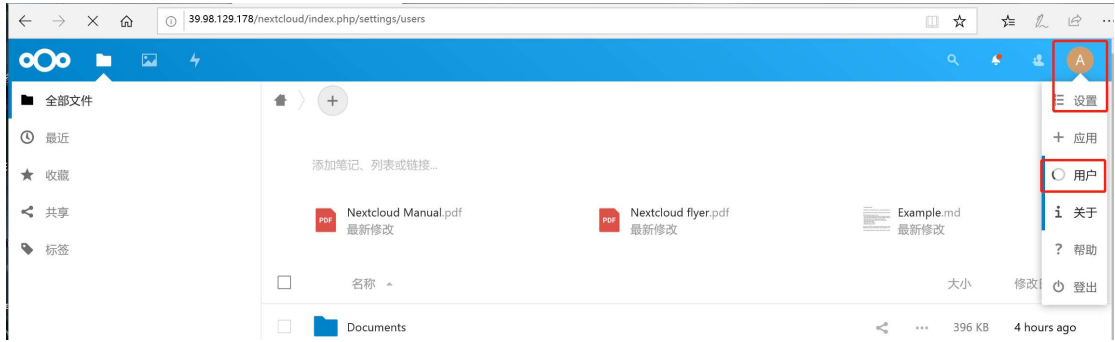 39.98.129.178/nextcloud/index.php/settings/users
A
全部文件
设置
最近
应用
添加笔记、列表或链接...
收藏
用户
PDF Nextcloud Manual.pdf
最新修改
PDF Nextcloud flyer.pdf
最新修改
Example.md
最新修改
共享
关于
标签
帮助
名称
大小
修改
登出
Documents
396 KB
4 hours ago